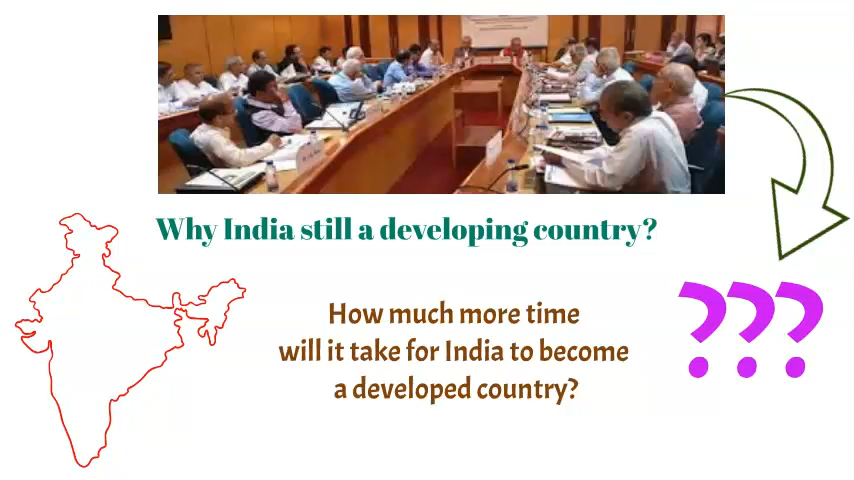 Why India still a developing country?
How much more time
will it take for India to become
a developed country?
???